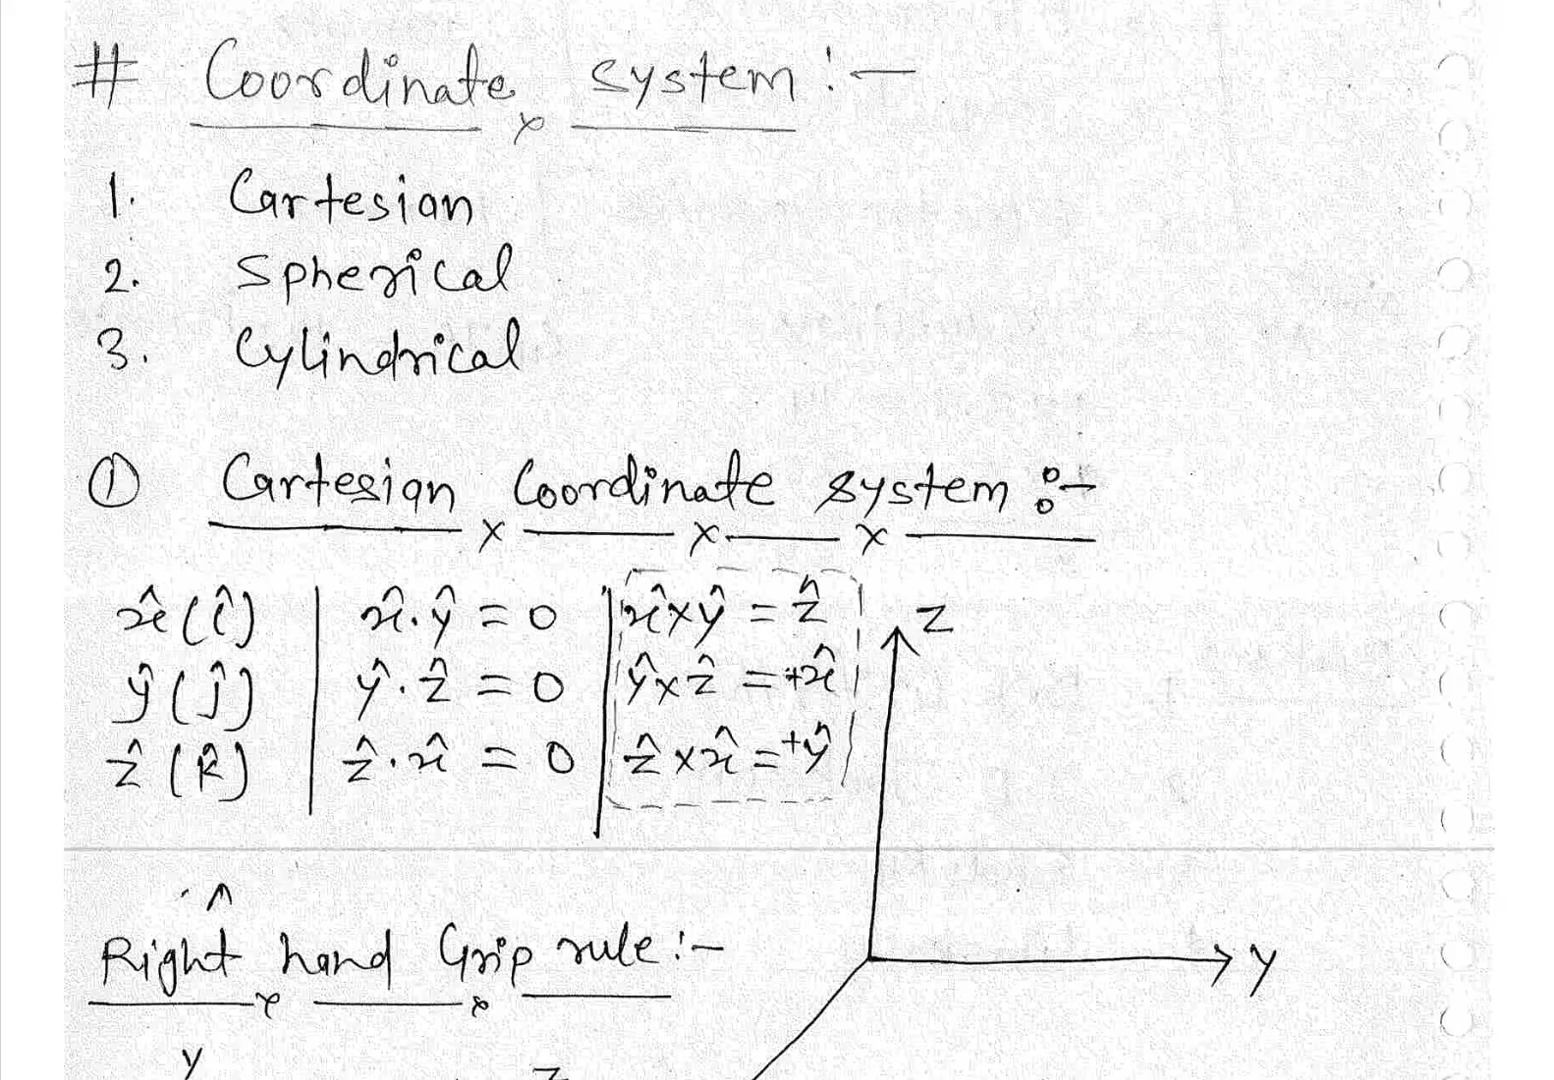 # Coordinate system :-
1. Cartesian
2. Spherical
3. Cylindrical
① Cartesian Coordinate system :-
x̂ (î) | x̂ . ŷ = 0 | x̂ × ŷ = ẑ
ŷ (ĵ) | ŷ . ẑ = 0 | ŷ × ẑ = +x̂
ẑ (k̂) | ẑ . x̂ = 0 | ẑ × x̂ = +ŷ
Z
Right hand Grip rule :-
y
y